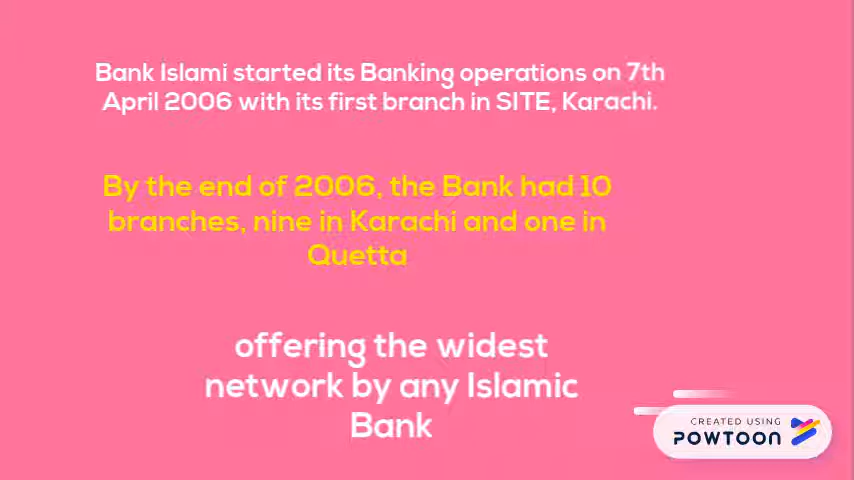 Bank Islami started its Banking operations on 7th
April 2006 with its first branch in SITE, Karachi.
By the end of 2006, the Bank had 10
branches, nine in Karachi and one in
Quetta
offering the widest
network by any Islamic
Bank
CREATED USING
POWTOON